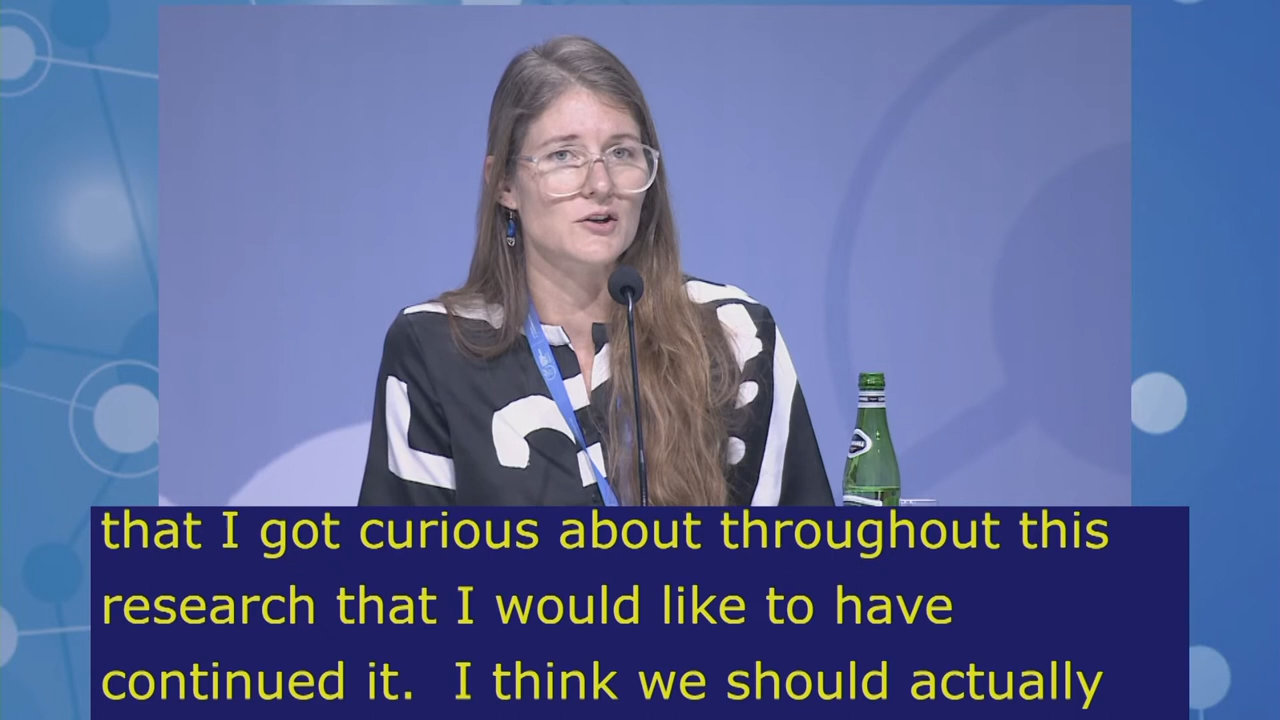 that I got curious about throughout this
research that I would like to have
continued it.  I think we should actually